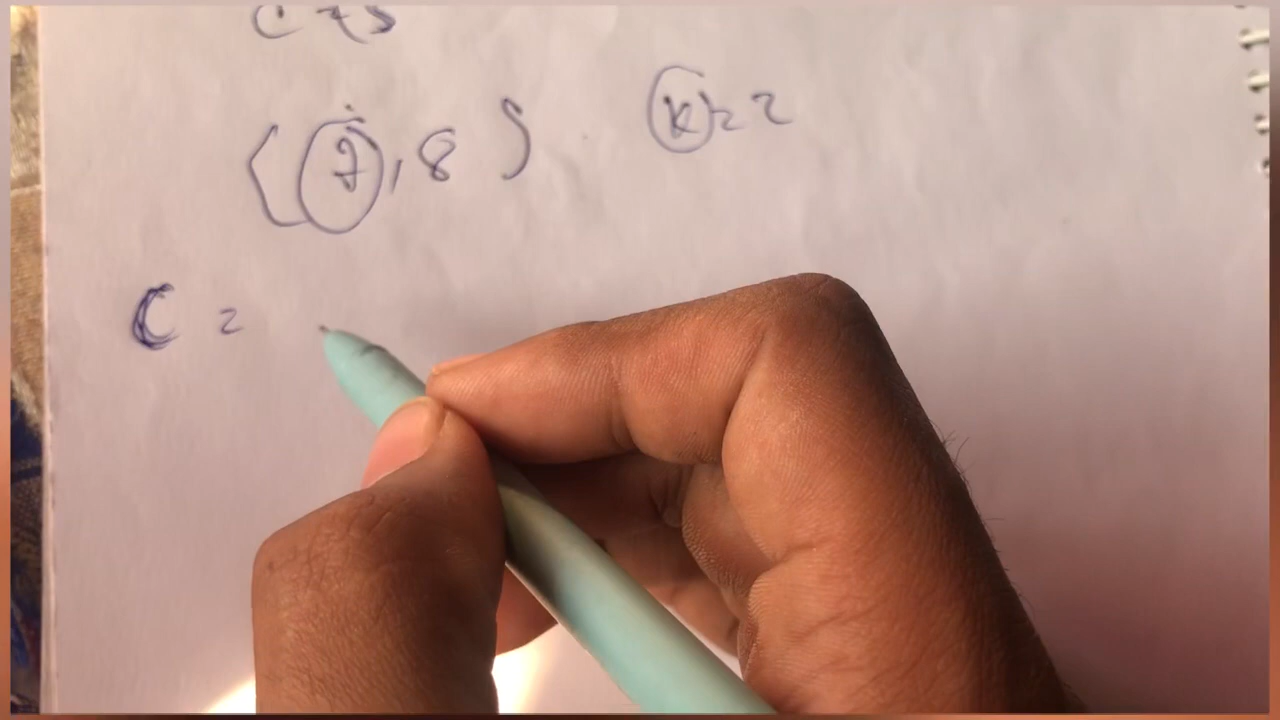 {7,8} k=2
C =